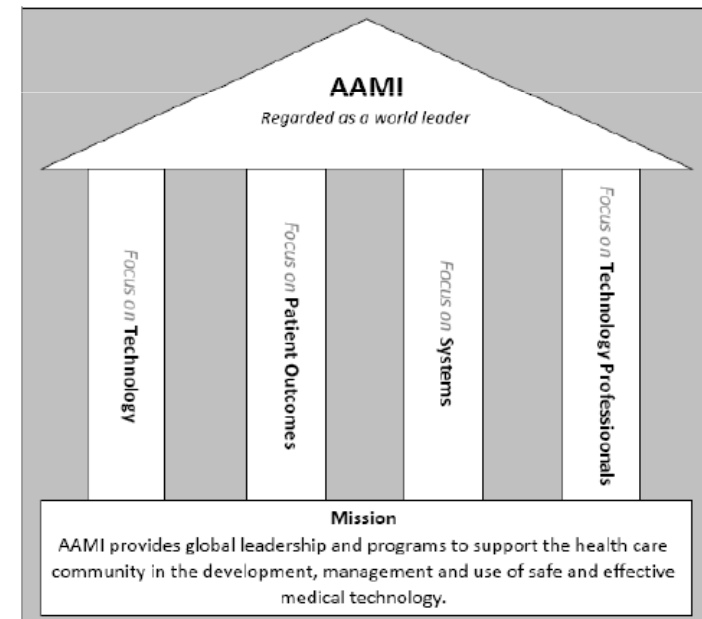 AAMI
Regarded as a world leader
Focus on Technology
Focus on Patient Outcomes
Focus on Systems
Focus on Technology Professioonals
Mission
AAMI provides global leadership and programs to support the health care
community in the development, management and use of safe and effective
medical technology.